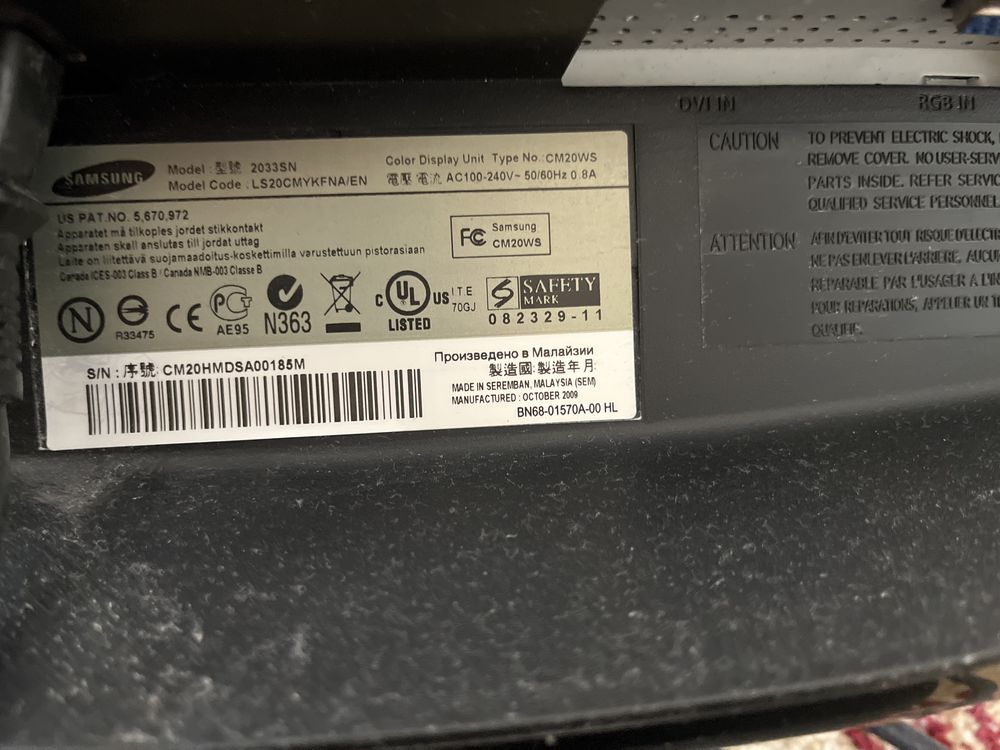 DVI IN
RGB IN
SAMSUNG
Model : 型號 2033SN
Model Code : LS20CMYKFNA/EN
Color Display Unit Type No.:CM20WS
電壓 電流 AC100-240V~ 50/60Hz 0.8A
US PAT.NO. 5,670,972
Apparatet må tilkoples jordet stikkontakt
Apparaten skall anslutas till jordat uttag
Laite on liitettävä suojamaadoitus-koskettimilla varustettuun pistorasiaan
Canada ICES-003 Class B / Canada NMB-003 Classe B
FC Samsung
CM20WS
N
R33475
CE
PCT
AE95
N363
C UL US
LISTED
I.T.E
70GJ
S SAFETY
MARK
082329-11
S/N : 序號: CM20HMDSA00185M
Произведено в Малайзии
製造國: 製造年月:
MADE IN SEREMBAN, MALAYSIA (SEM)
MANUFACTURED : OCTOBER 2009
BN68-01570A-00 HL
CAUTION
TO PREVENT ELECTRIC SHOCK,
REMOVE COVER. NO USER-SERV
PARTS INSIDE. REFER SERVIC
QUALIFIED SERVICE PERSONNEL
ATTENTION
AFIN D'EVITER TOUT RISQUE D'ELECTR
NE PAS ENLEVER L'ARRIERE. AUCU
REPARABLE PAR L'USAGER A L'IN
POUR REPARATIONS, APPELER UN T
QUALIFIE.